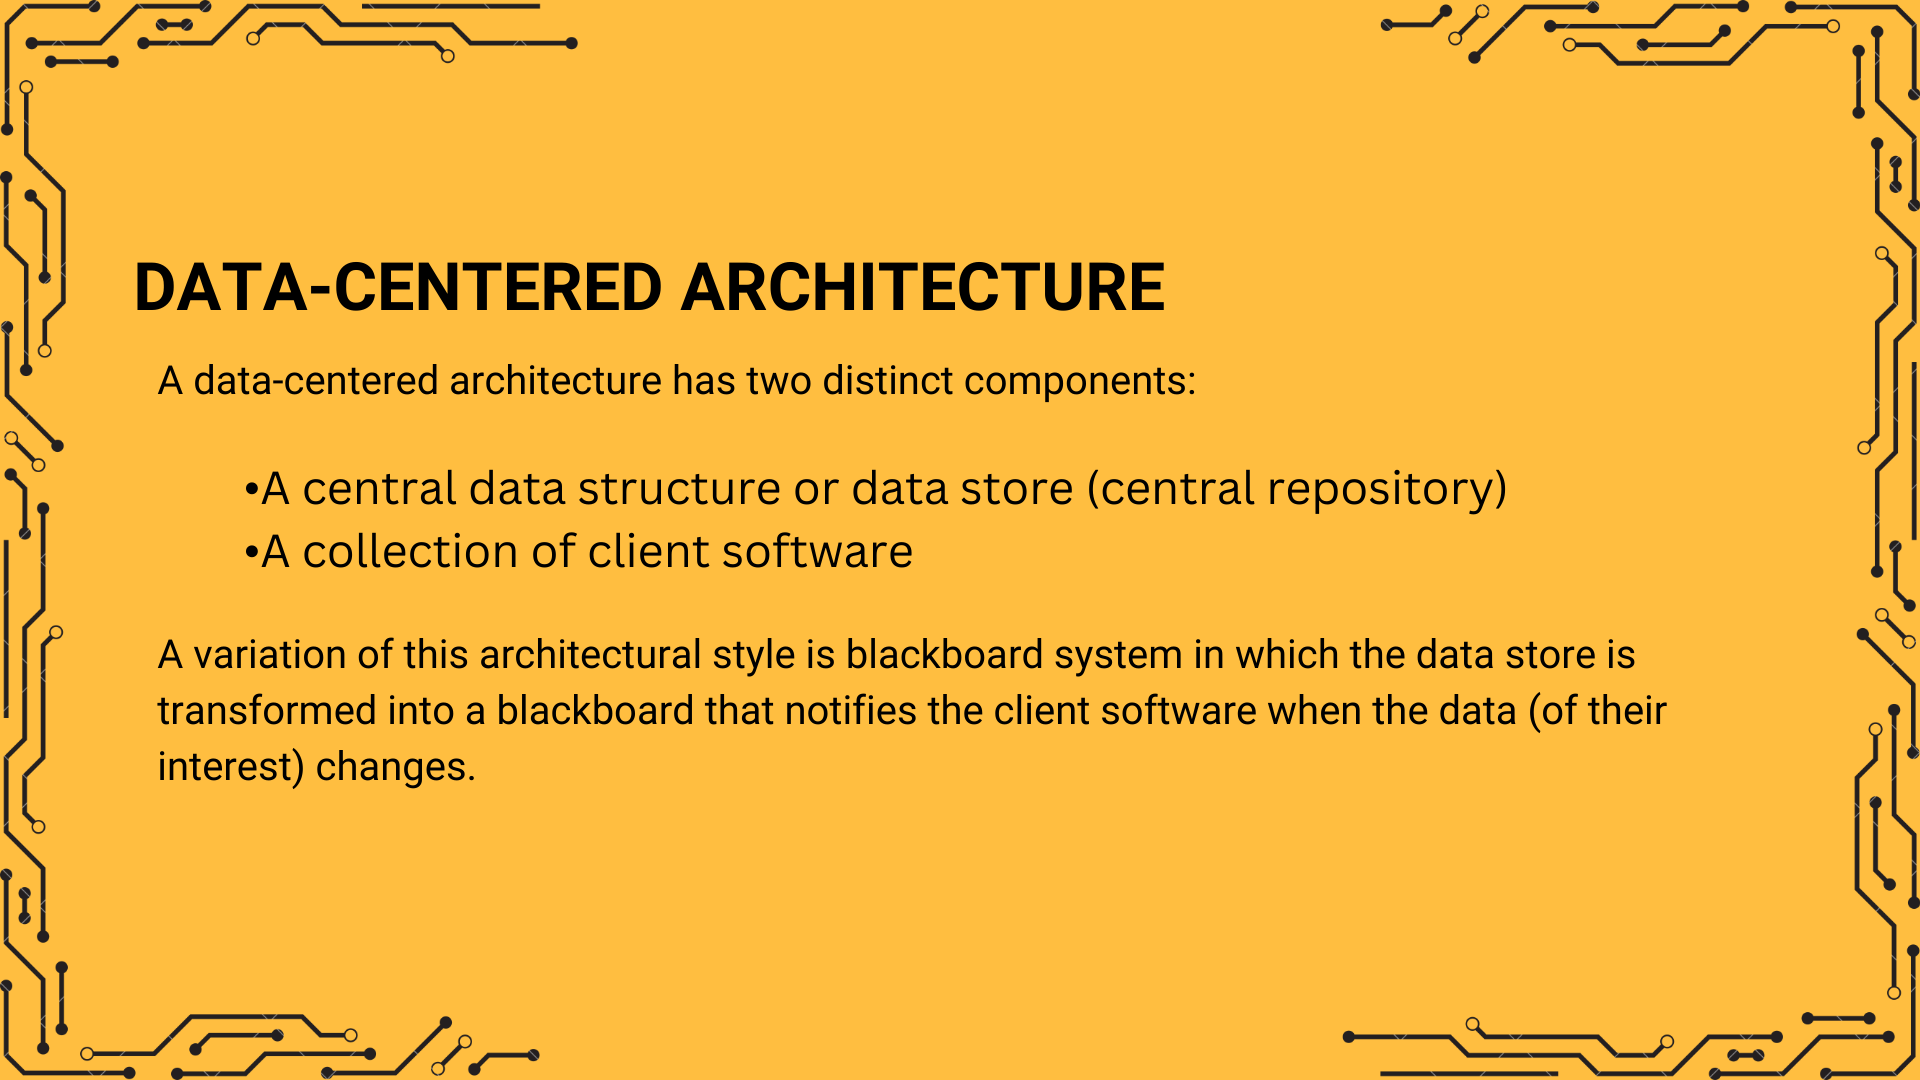 DATA-CENTERED ARCHITECTURE
A data-centered architecture has two distinct components:
•A central data structure or data store (central repository)
•A collection of client software
A variation of this architectural style is blackboard system in which the data store is
transformed into a blackboard that notifies the client software when the data (of their
interest) changes.